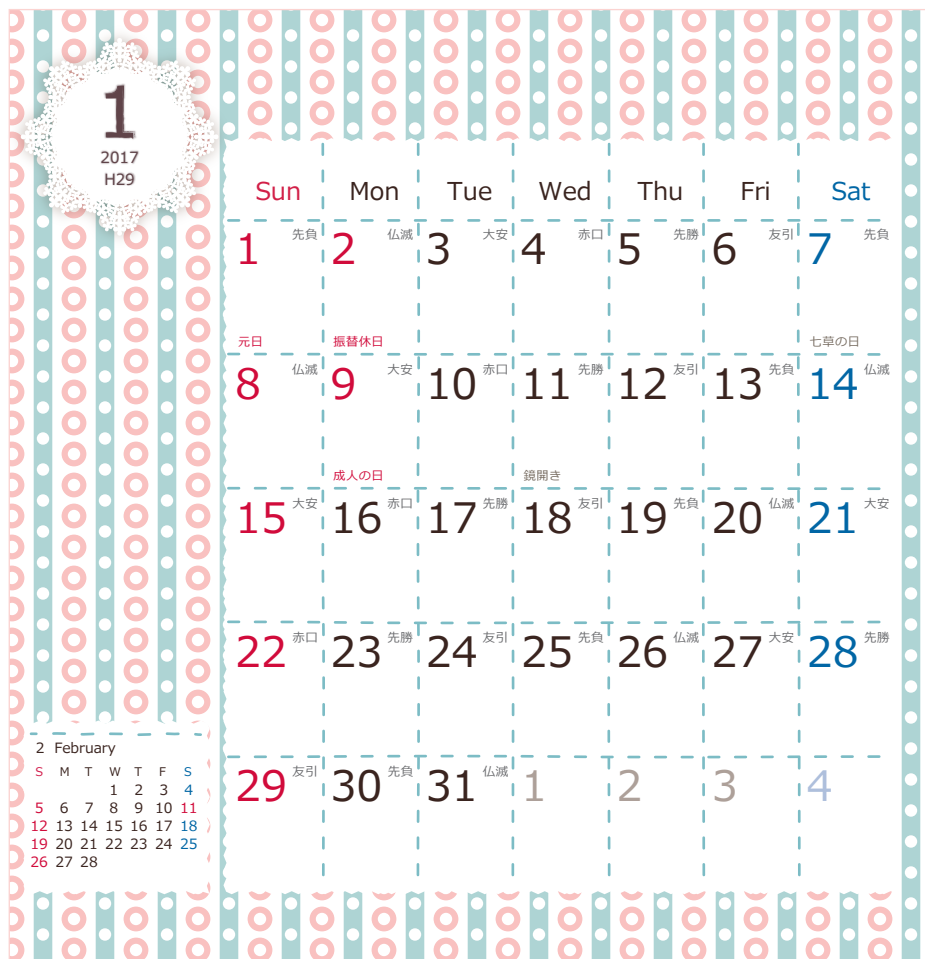 1
2017
H29
Sun Mon Tue Wed Thu Fri Sat
1 先負 2 仏滅 3 大安 4 赤口 5 先勝 6 友引 7 先負
元日 振替休日 七草の日
8 仏滅 9 大安 10 赤口 11 先勝 12 友引 13 先負 14 仏滅
成人の日 鏡開き
15 大安 16 赤口 17 先勝 18 友引 19 先負 20 仏滅 21 大安
22 赤口 23 先勝 24 友引 25 先負 26 仏滅 27 大安 28 先勝
29 友引 30 先負 31 仏滅 1 2 3 4
2 February
S M T W T F S
1 2 3 4
5 6 7 8 9 10 11
12 13 14 15 16 17 18
19 20 21 22 23 24 25
26 27 28